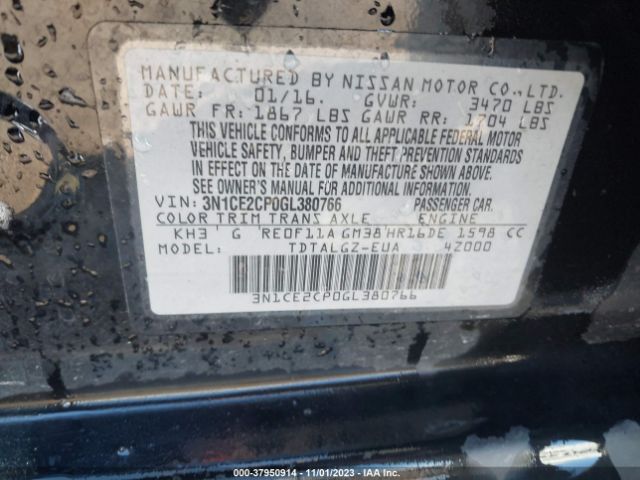 MANUFACTURED BY NISSAN MOTOR CO.,LTD.
DATE: 01/16. GVWR: 3470 LBS
GAWR FR: 1867 LBS GAWR RR: 1704 LBS
THIS VEHICLE CONFORMS TO ALL APPLICABLE FEDERAL MOTOR
VEHICLE SAFETY, BUMPER AND THEFT PREVENTION STANDARDS
IN EFFECT ON THE DATE OF MANUFACTURE SHOWN ABOVE.
SEE OWNER'S MANUAL FOR ADDITIONAL INFORMATION.
VIN: 3N1CE2CP0GL380766 PASSENGER CAR.
COLOR TRIM TRANS AXLE ENGINE
KH3 G RE0F11A GM38 HR16DE 1598 CC
MODEL: TDTALGZ-EUA 42000
3N1CE2CP0GL380766
000-37950914 - 11/01/2023 - IAAI.COM